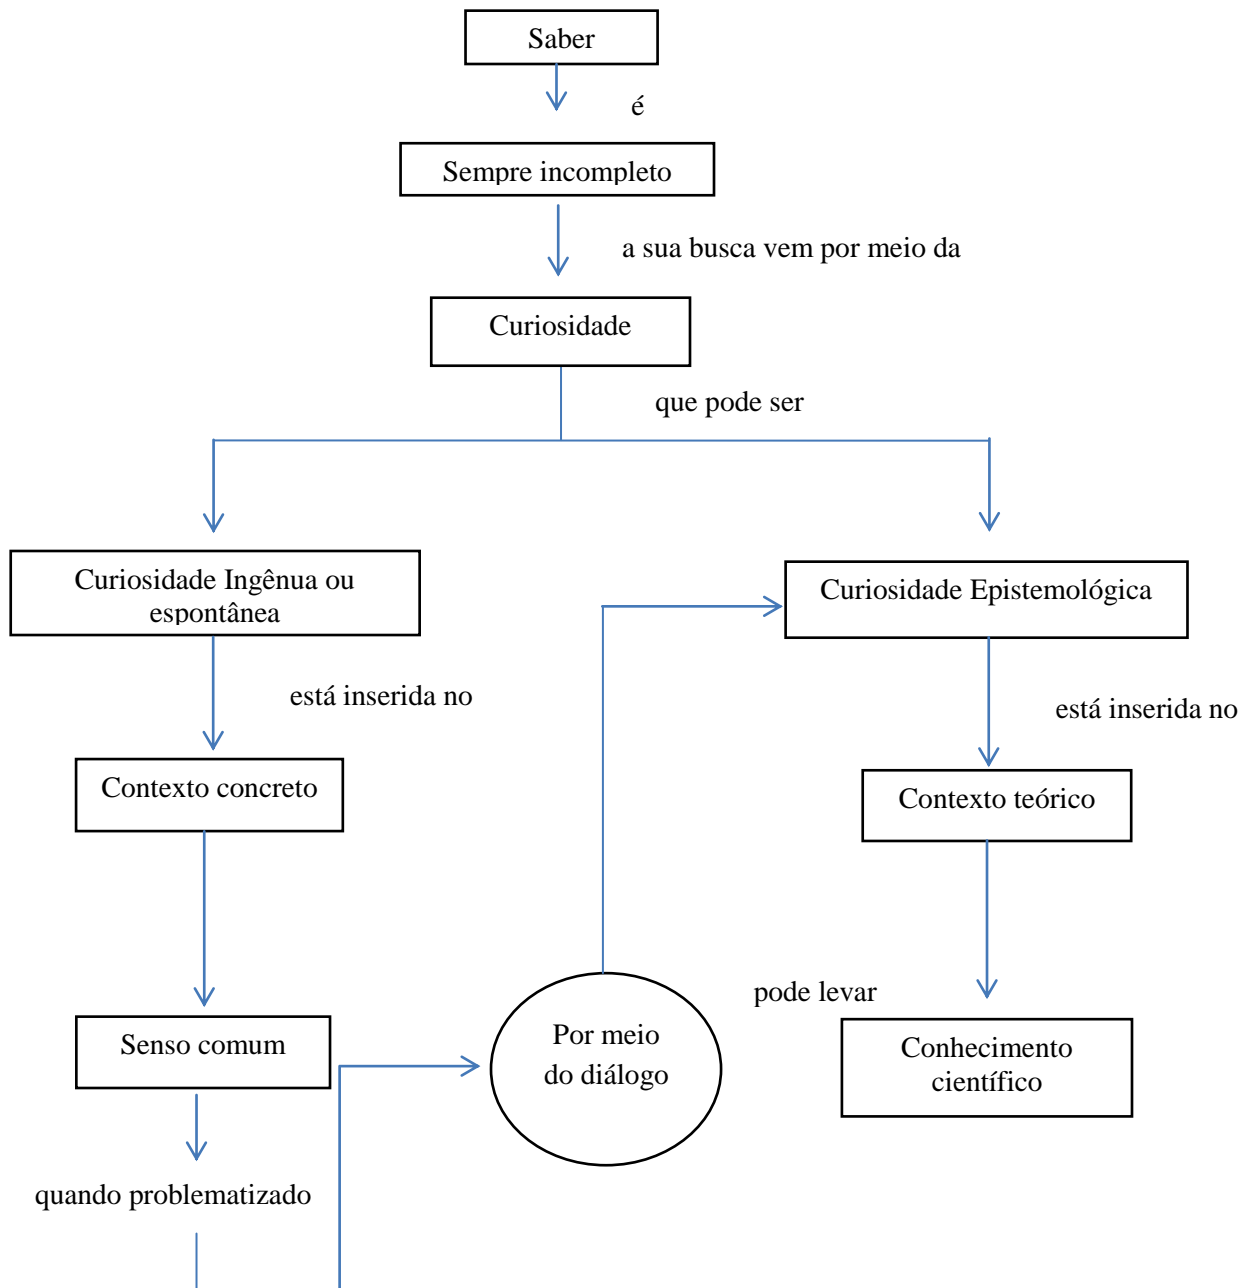 Saber
é
Sempre incompleto
a sua busca vem por meio da
Curiosidade
que pode ser
Curiosidade Ingênua ou
espontânea
Curiosidade Epistemológica
está inserida no
está inserida no
Contexto concreto
Contexto teórico
pode levar
Senso comum
Por meio
do diálogo
Conhecimento
científico
quando problematizado